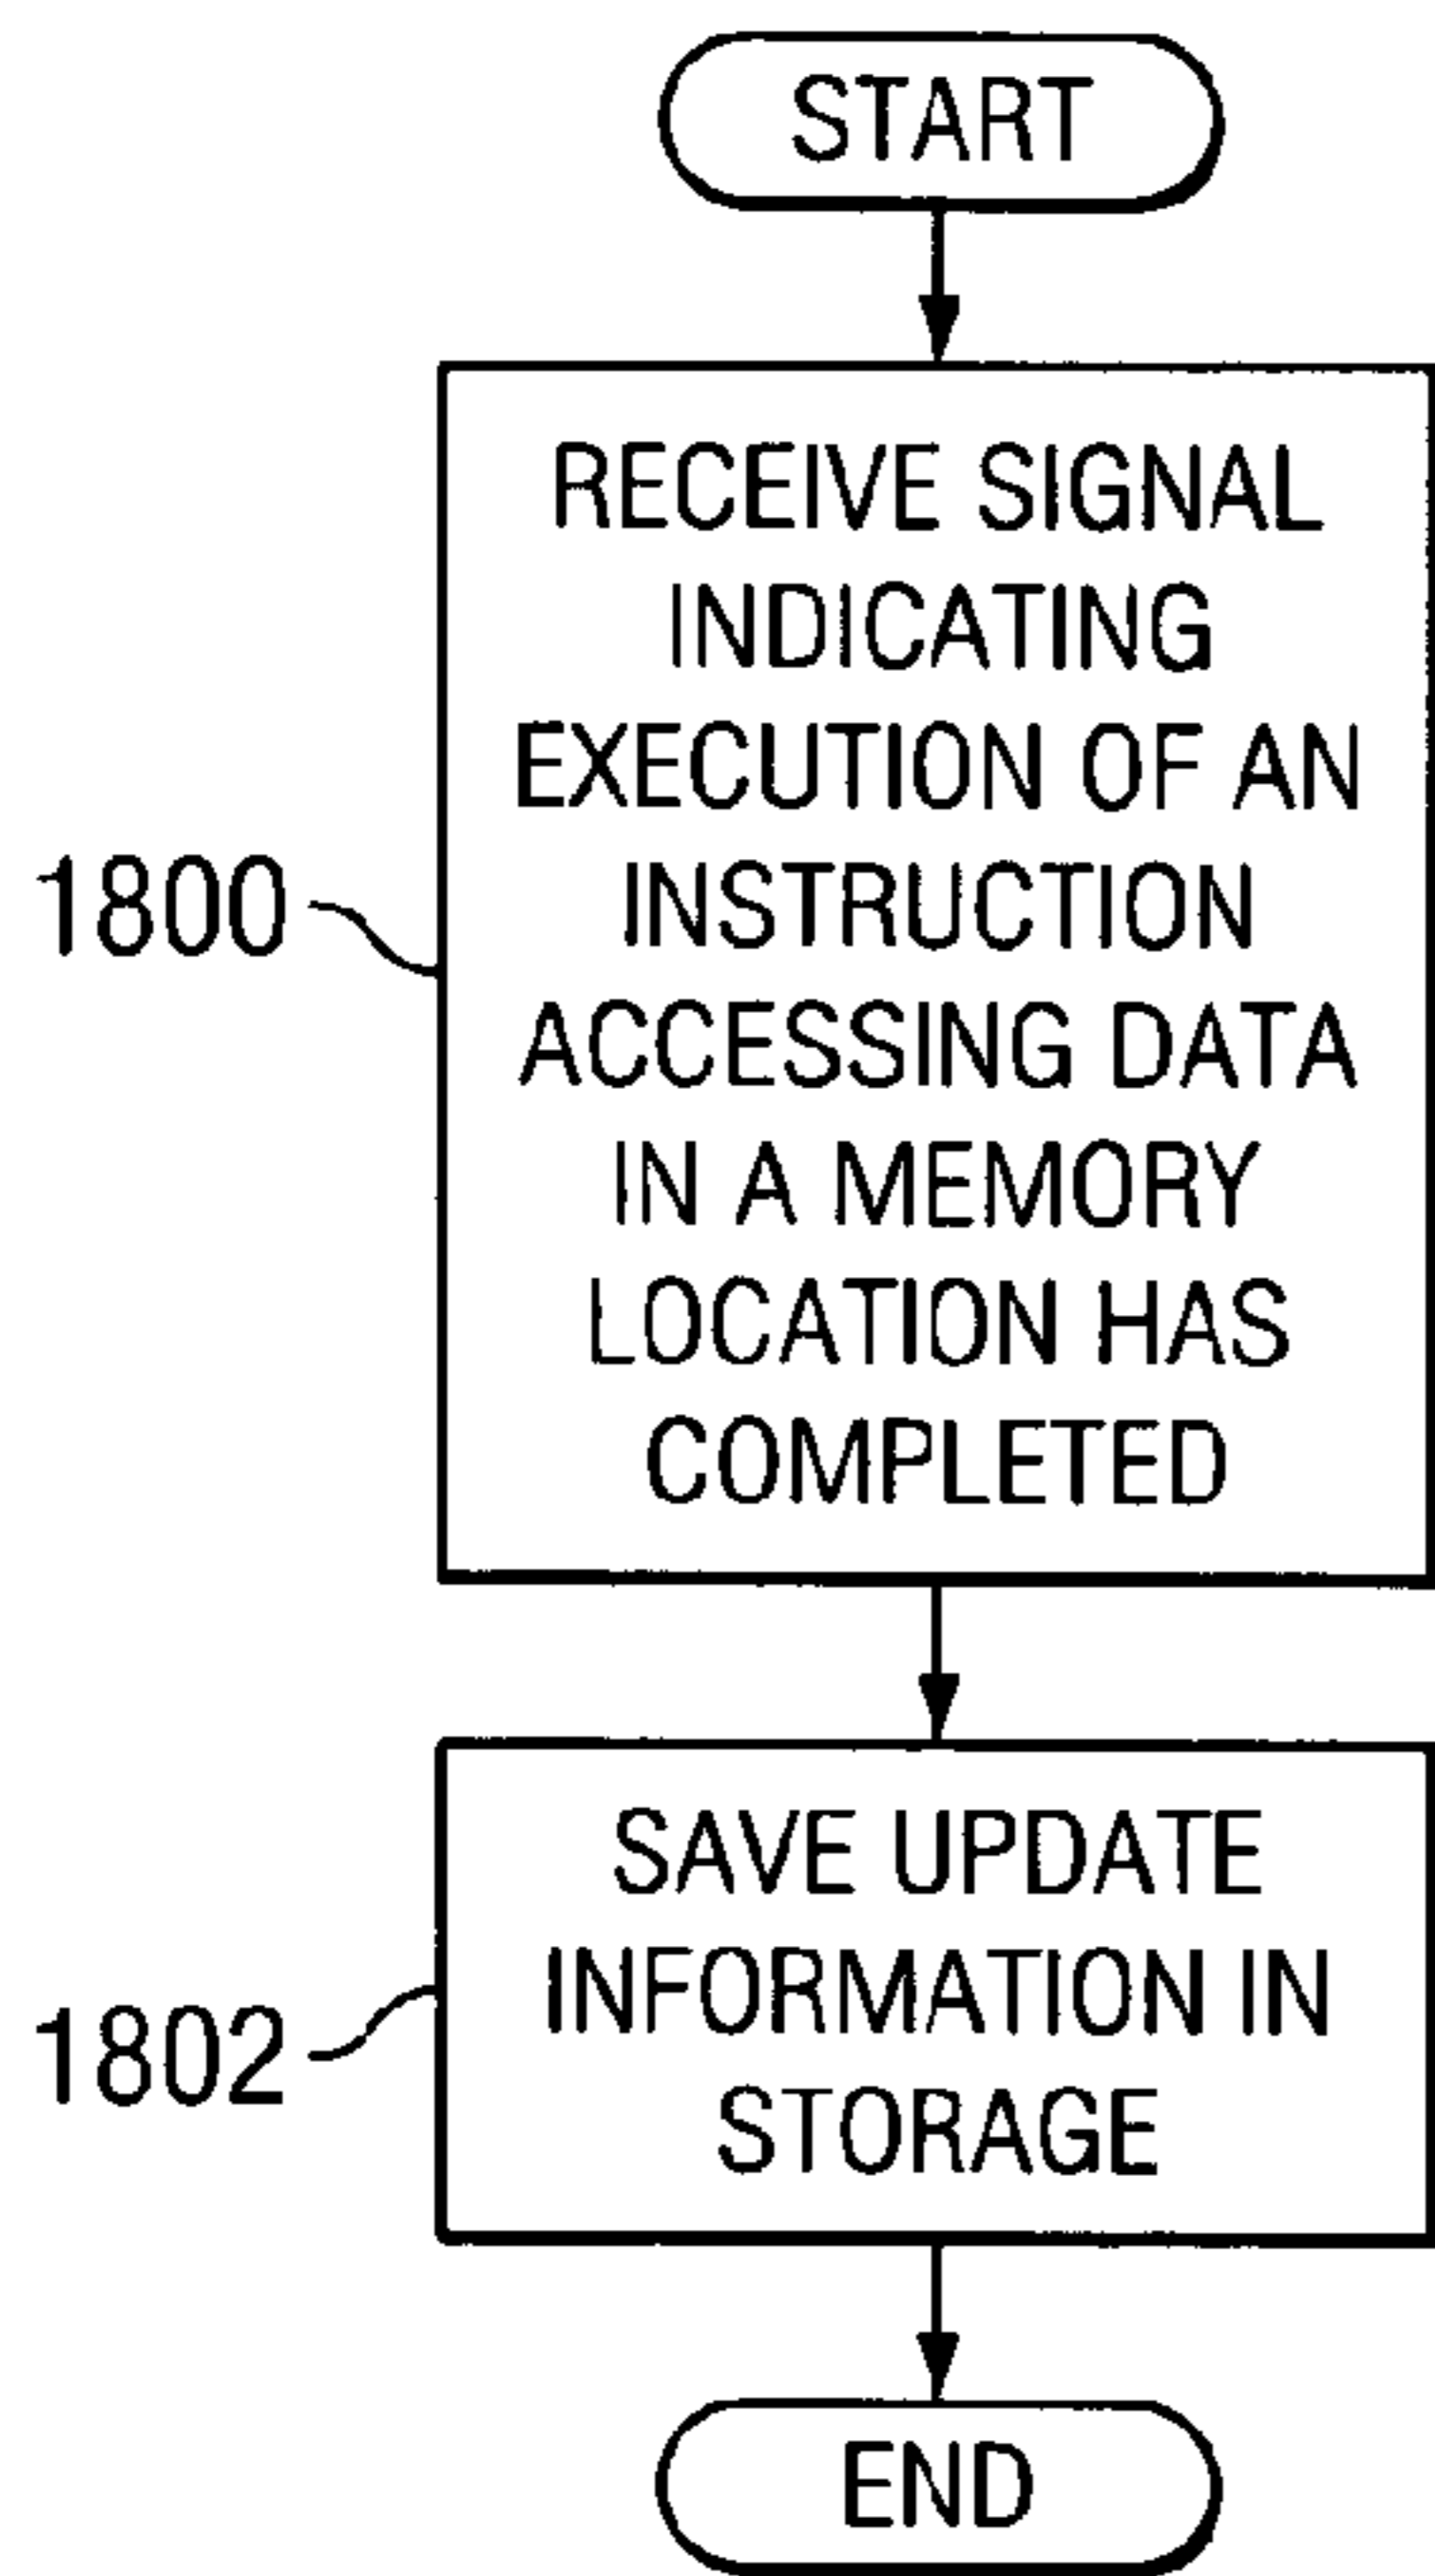 START
RECEIVE SIGNAL
INDICATING
EXECUTION OF AN
INSTRUCTION
1800
ACCESSING DATA
IN A MEMORY
LOCATION HAS
COMPLETED
SAVE UPDATE
INFORMATION IN
1802
STORAGE
END